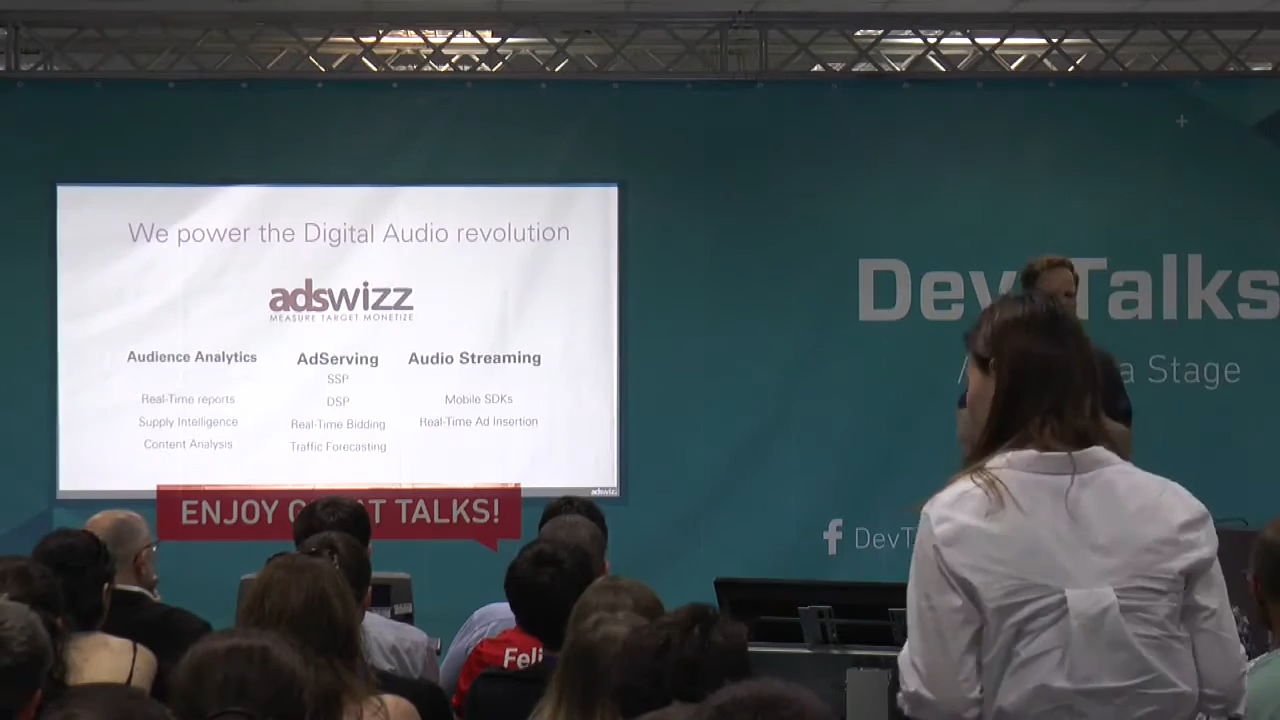 We power the Digital Audio revolution
adswizz
MEASURE TARGET MONETIZE
Audience Analytics
Real-Time reports
Supply Intelligence
Content Analysis
AdServing
SSP
DSP
Real-Time Bidding
Traffic Forecasting
Audio Streaming
Mobile SDKs
Real-Time Ad Insertion
adswizz
ENJOY TALKS!
Dev Talks
Stage
f
Feli